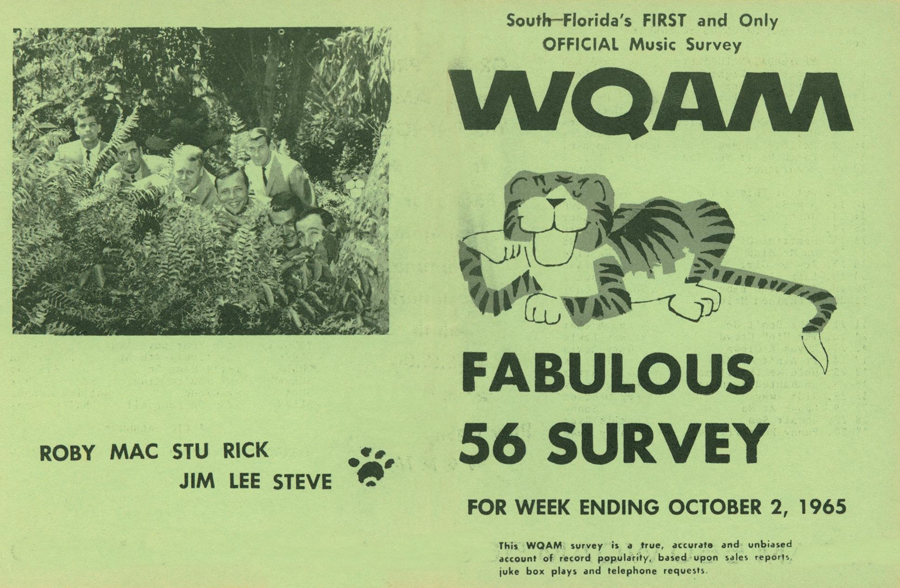 ROBY MAC STU RICK
JIM LEE STEVE
South Florida's FIRST and Only
OFFICIAL Music Survey
WQAM
FABULOUS
56 SURVEY
FOR WEEK ENDING OCTOBER 2, 1965
This WQAM survey is a true, accurate and unbiased
account of record popularity, based upon sales reports,
juke box plays and telephone requests.